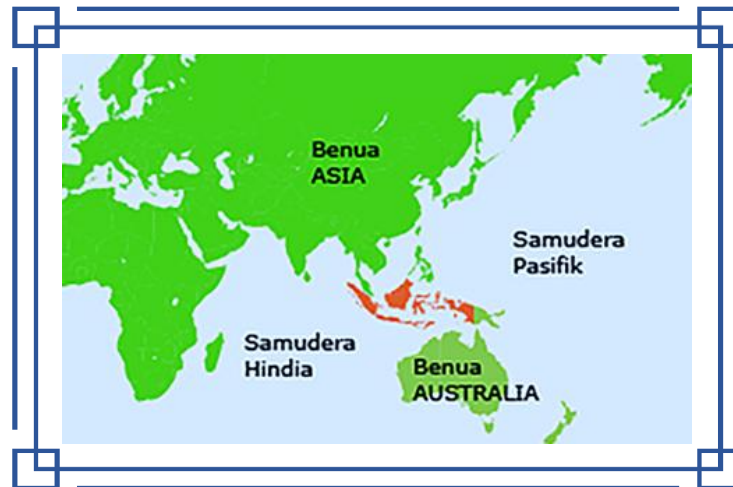 Benua
ASIA
Samudera
Pasifik
Samudera
Hindia
Benua
AUSTRALIA